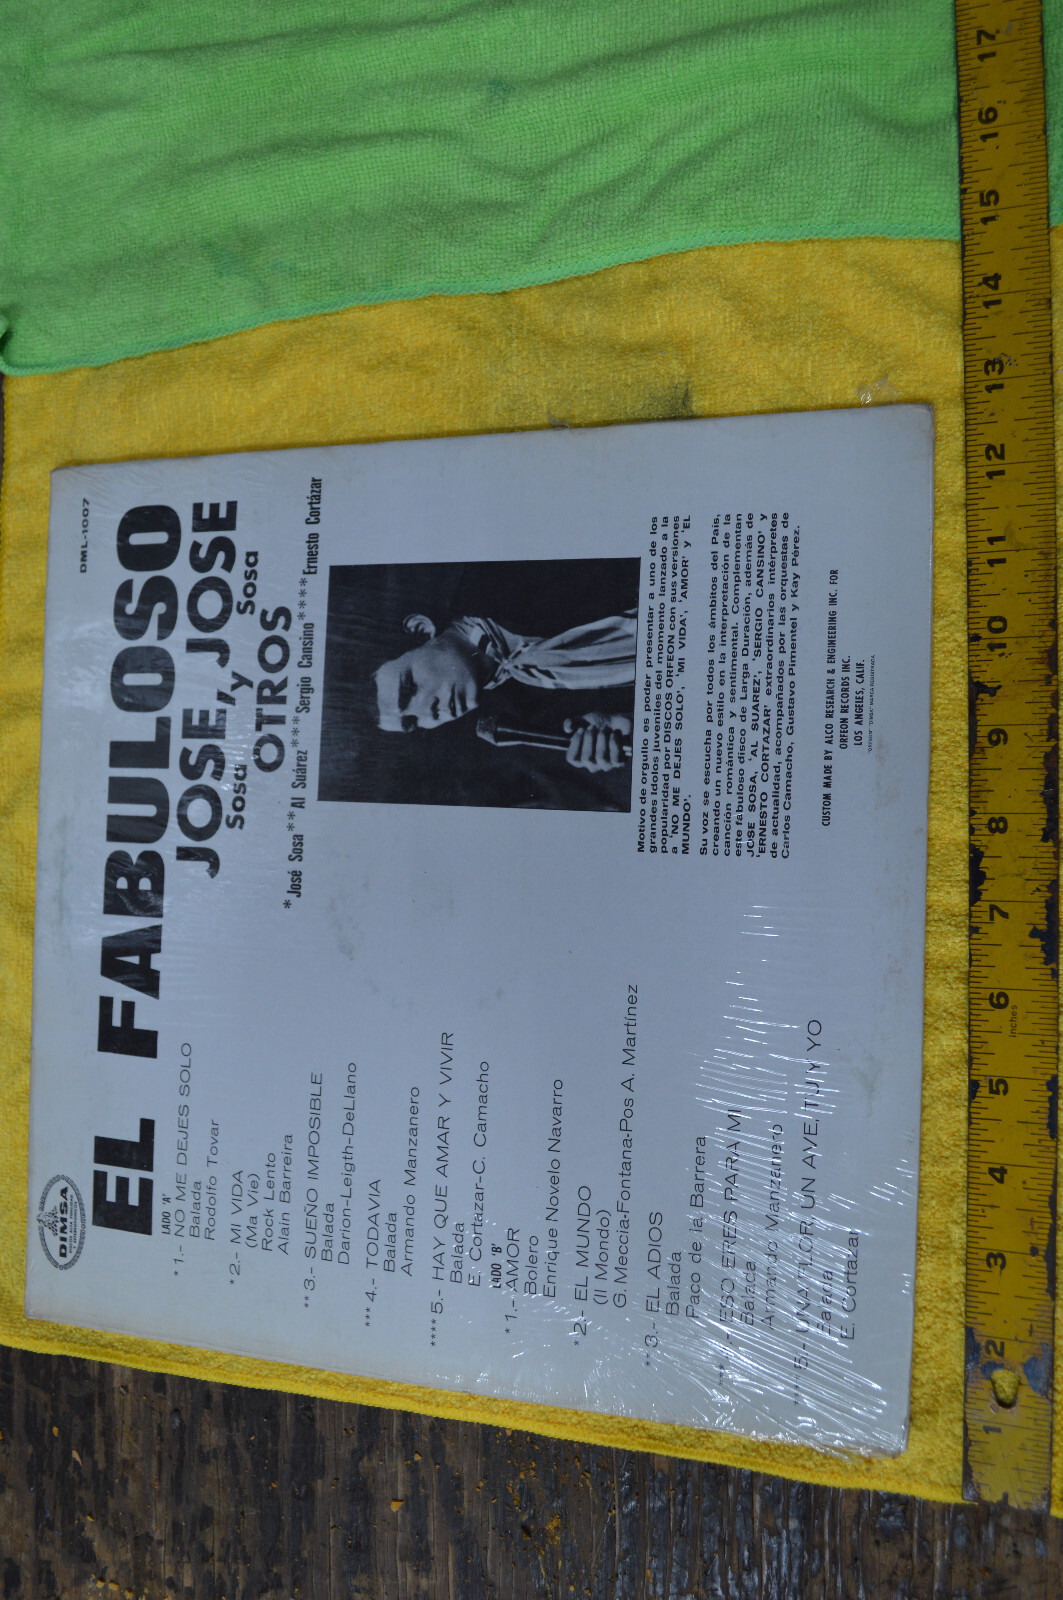 DIMSA
DML-1007
EL FABULOSO
JOSE, JOSE
Sosa y Sosa
OTROS
*José Sosa **Al Suárez ***Sergio Cansino ****Ernesto Cortázar
LADO 'A'
*1.- NO ME DEJES SOLO
Balada
Rodolfo Tovar
*2.- MI VIDA
(Ma Vie)
Rock Lento
Alain Barreira
**3.- SUEÑO IMPOSIBLE
Balada
Darion-Leigth-DeLlano
***4.- TODAVIA
Balada
Armando Manzanero
****5.- HAY QUE AMAR Y VIVIR
Balada
E. Cortazar-C. Camacho
LADO 'B'
*1.- AMOR
Bolero
Enrique Novelo Navarro
*2.- EL MUNDO
(Il Mondo)
G. Meccia-Fontana-Pos A. Martínez
**3.- EL ADIOS
Balada
Paco de la Barrera
ESO ERES PARA MI
Balada
Armando Manzanero
5.- UNA FLOR, UN AVE, TU Y YO
Balada
E. Cortazar
Motivo de orgullo es poder presentar a uno de los
grandes Idolos juveniles del momento lanzado a la
popularidad por DISCOS ORFEON con sus versiones
a 'NO ME DEJES SOLO', 'MI VIDA', 'AMOR' y 'EL
MUNDO'.
Su voz se escucha por todos los ámbitos del País,
creando un nuevo estilo en la interpretación de la
canción romántica y sentimental. Complementan
este fabuloso disco de Larga Duración, además de
JOSE SOSA, 'AL SUAREZ', 'SERGIO CANSINO' y
'ERNESTO CORTAZAR' extraordinarios intérpretes
de actualidad, acompañados por las orquestas de
Carlos Camacho, Gustavo Pimentel y Kay Pérez.
CUSTOM MADE BY ALCO RESEARCH & ENGINEERING INC. FOR
ORFEON RECORDS INC.
LOS ANGELES, CALIF.
1 2 3 4 5 6 7 8 9 10 11 12 13 14 15 16 17
inches